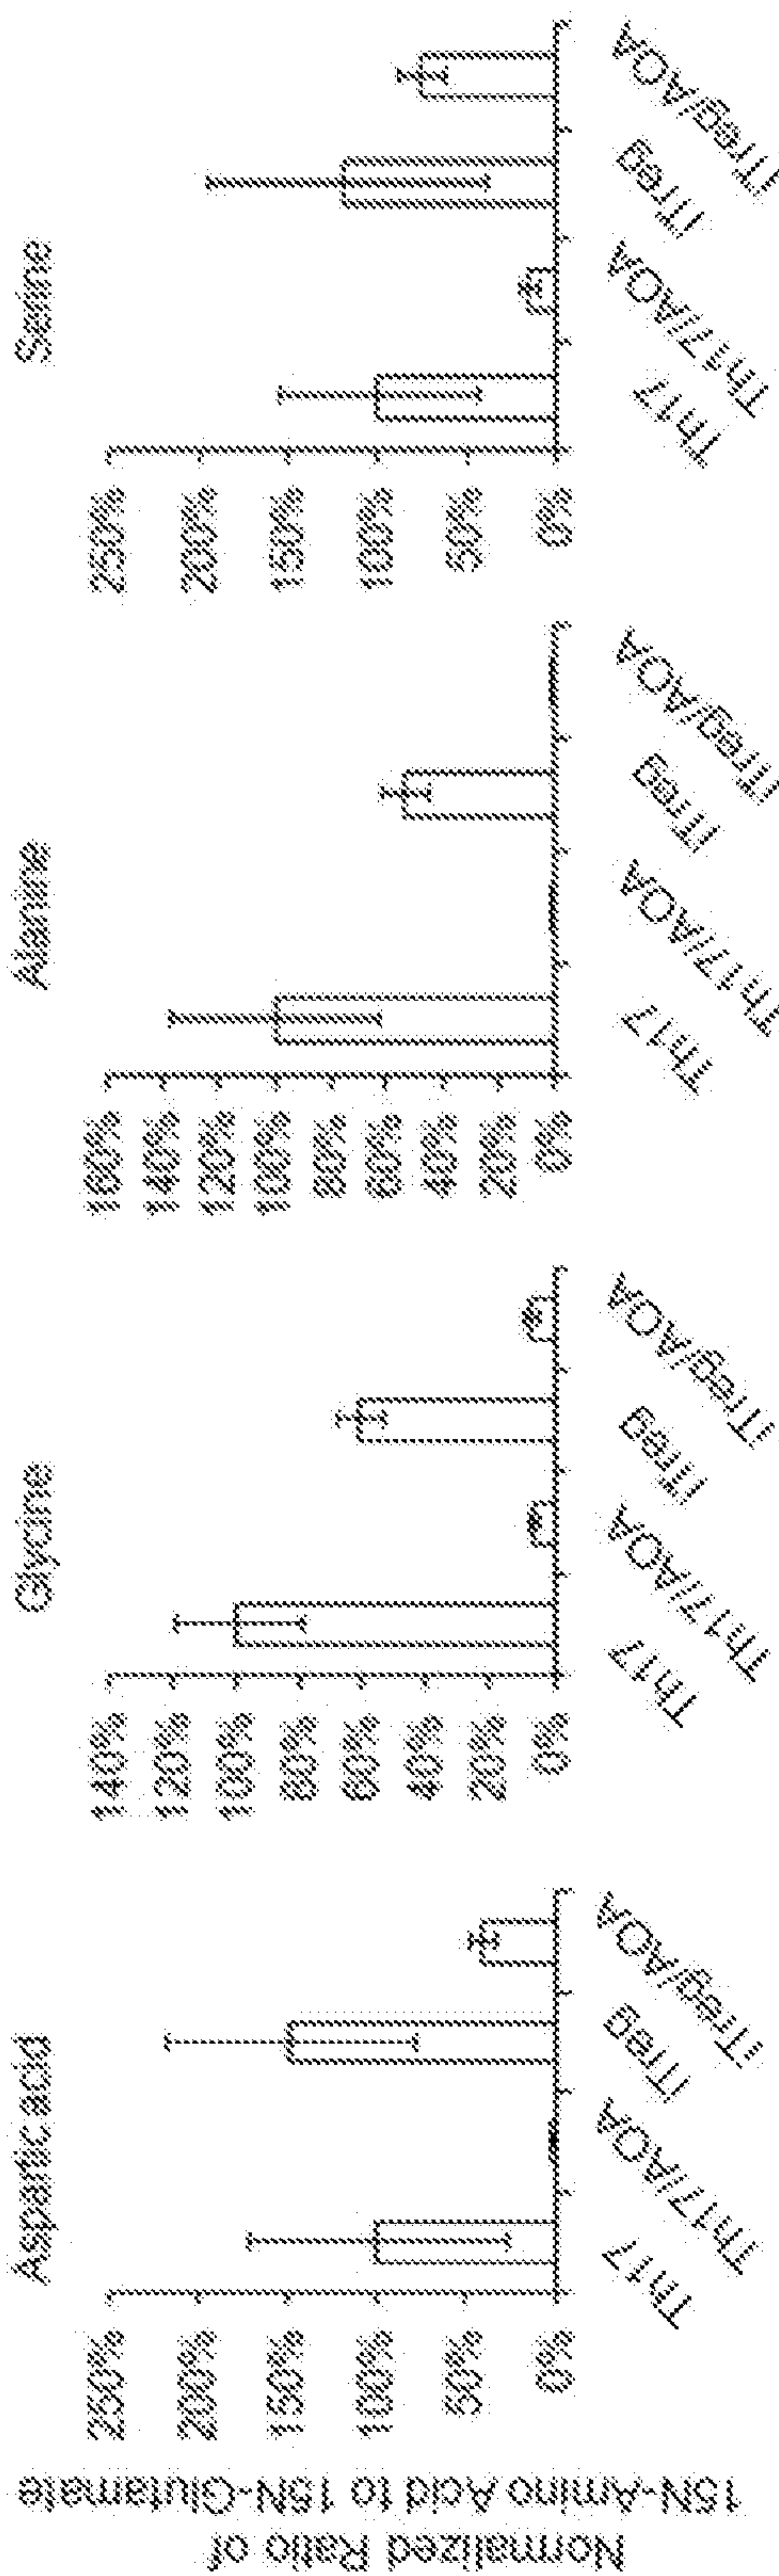 Normalized Ratio of
15N-Amino Acid to 15N-Glutamate
Aspartic acid
250%
200%
150%
100%
50%
0%
Th17
Th17/AOA
iTreg
iTreg/AOA
Glycine
140%
120%
100%
80%
60%
40%
20%
0%
Th17
Th17/AOA
iTreg
iTreg/AOA
Alanine
160%
140%
120%
100%
80%
60%
40%
20%
0%
Th17
Th17/AOA
iTreg
iTreg/AOA
Serine
250%
200%
150%
100%
50%
0%
Th17
Th17/AOA
iTreg
iTreg/AOA